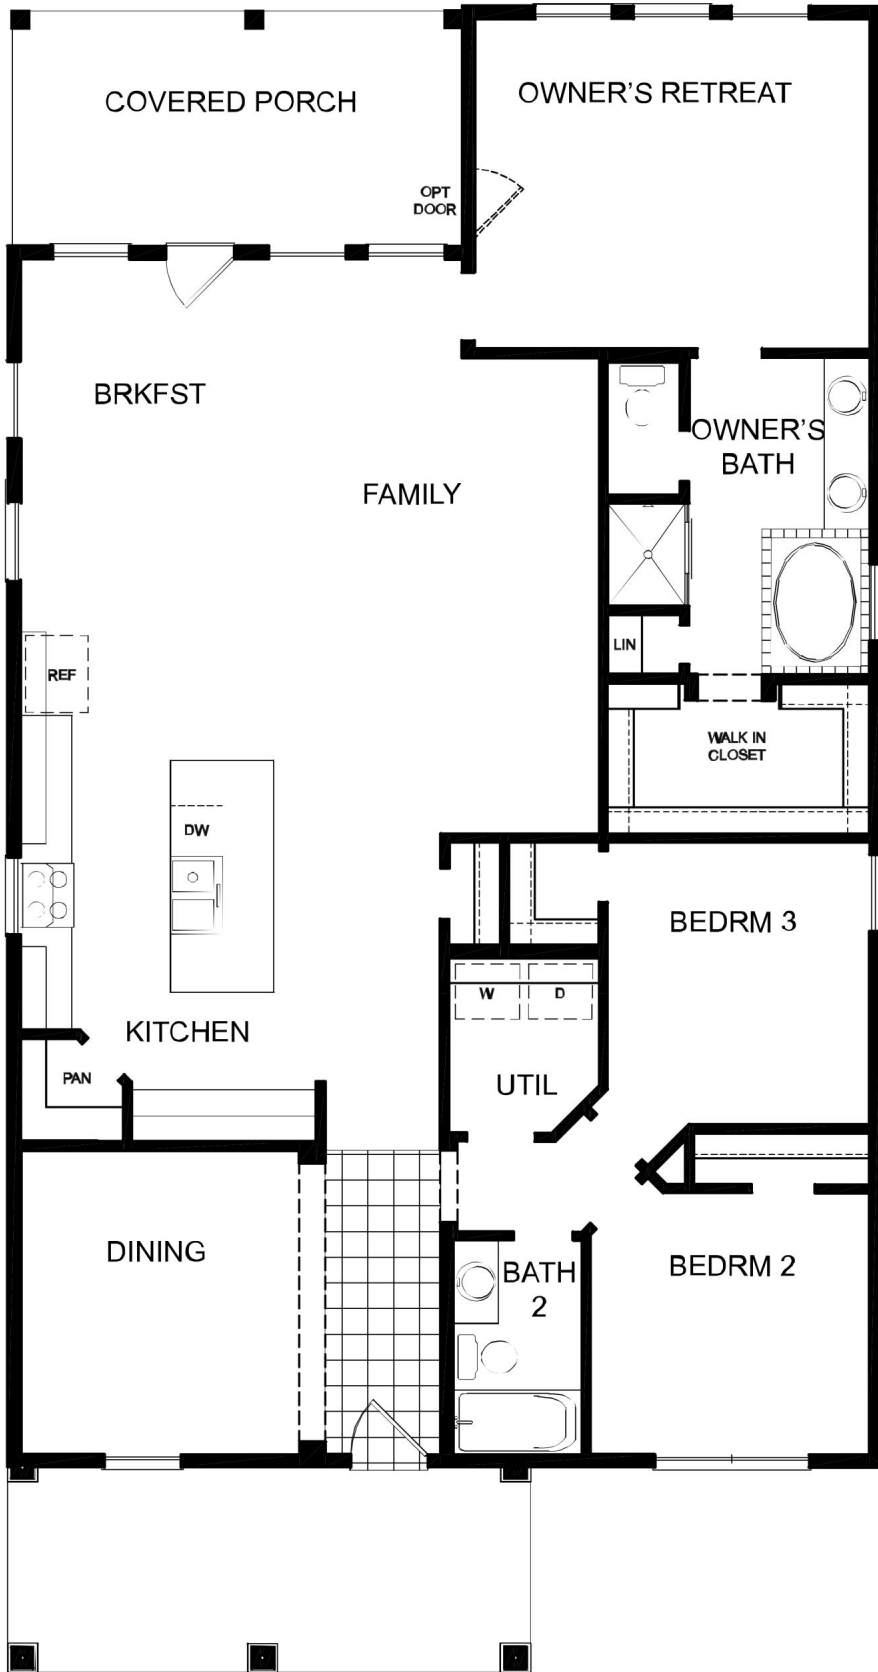 COVERED PORCH
OWNER'S RETREAT
OPT
DOOR
BRKFST
FAMILY
OWNER'S
BATH
REF
LIN
WALK IN
CLOSET
DW
BEDRM 3
W
D
KITCHEN
PAN
UTIL
DINING
BATH
2
BEDRM 2